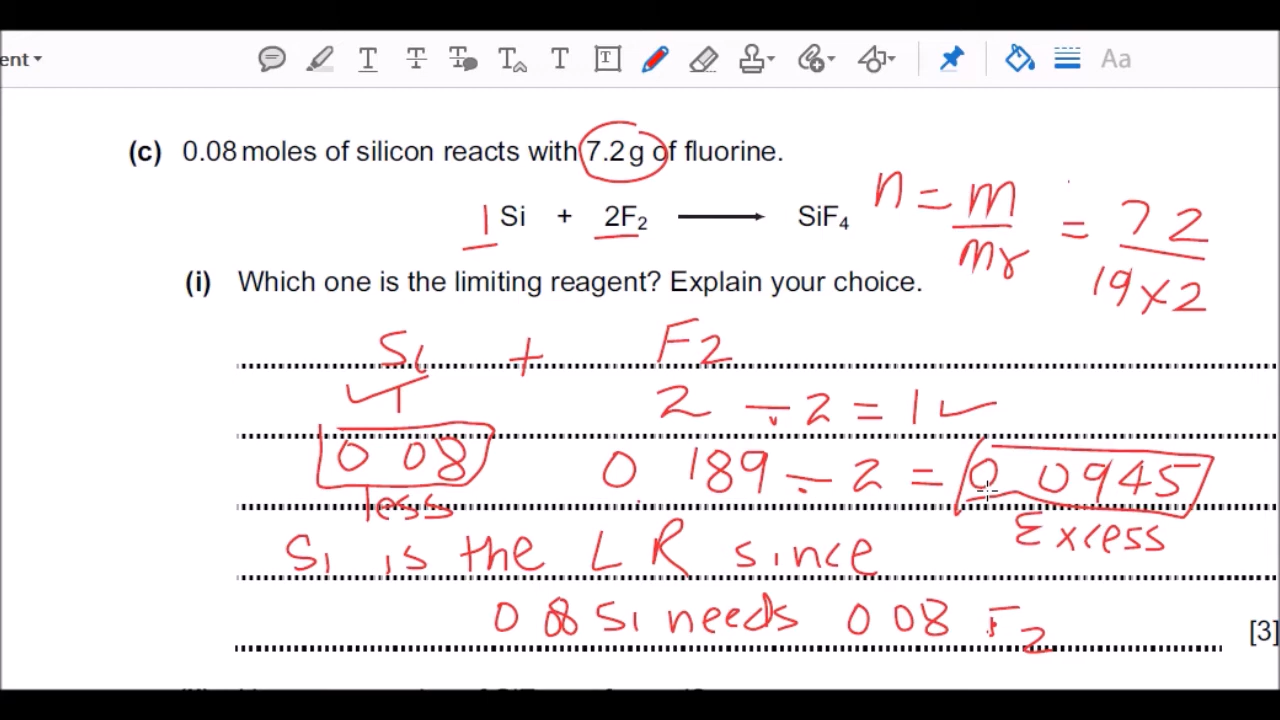 ent
T T T T T Aa
(c) 0.08 moles of silicon reacts with 7.2 g of fluorine.
1 Si + 2F₂ ⟶ SiF₄
n = m / mr = 7 2 / 19 × 2
(i) Which one is the limiting reagent? Explain your choice.
Si + F2
1 2 ÷ 2 = 1 ✓
0 08 0 189 ÷ 2 = 0 0945
less Excess
Si is the L R since
0 08 Si needs 0 08 F2
[3]